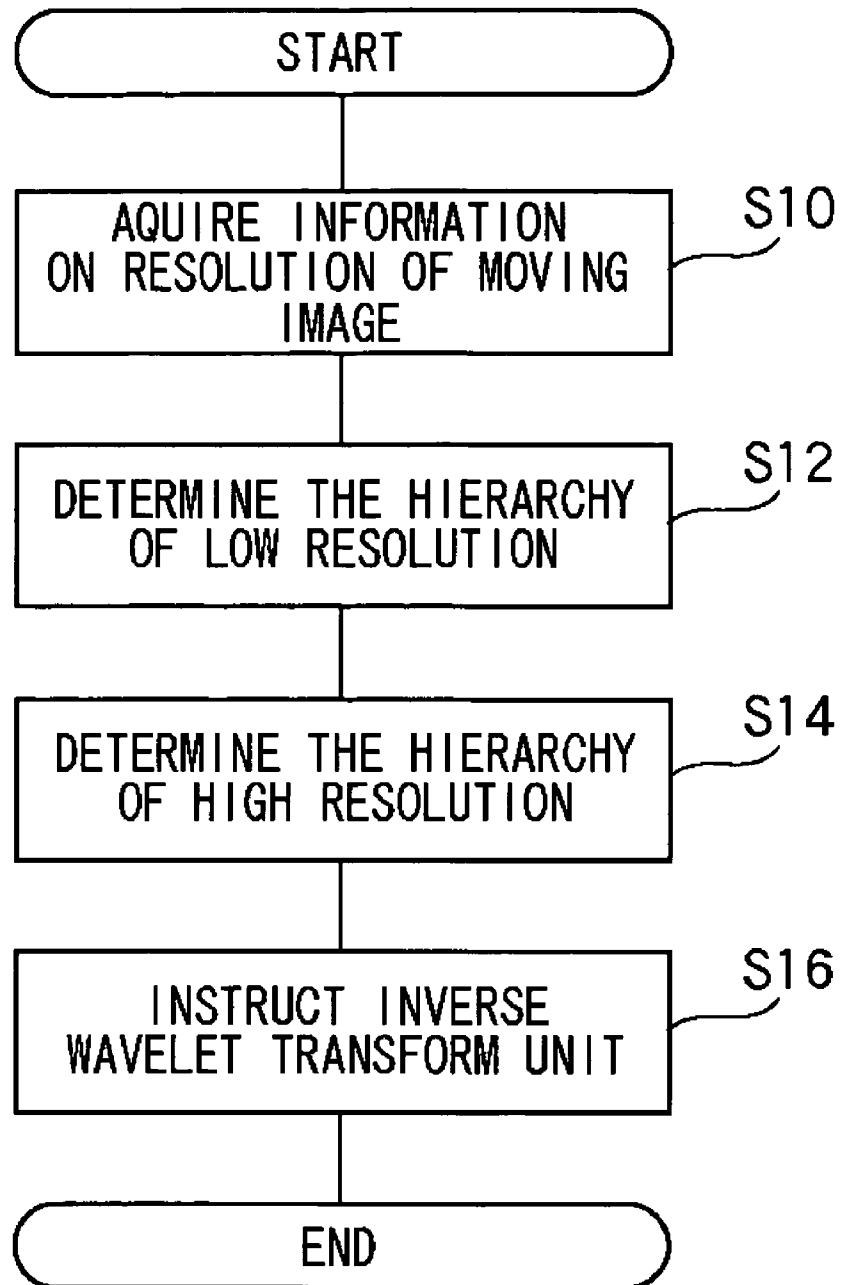 START
AQUIRE INFORMATION
ON RESOLUTION OF MOVING
IMAGE
S10
DETERMINE THE HIERARCHY
OF LOW RESOLUTION
S12
DETERMINE THE HIERARCHY
OF HIGH RESOLUTION
S14
INSTRUCT INVERSE
WAVELET TRANSFORM UNIT
S16
END